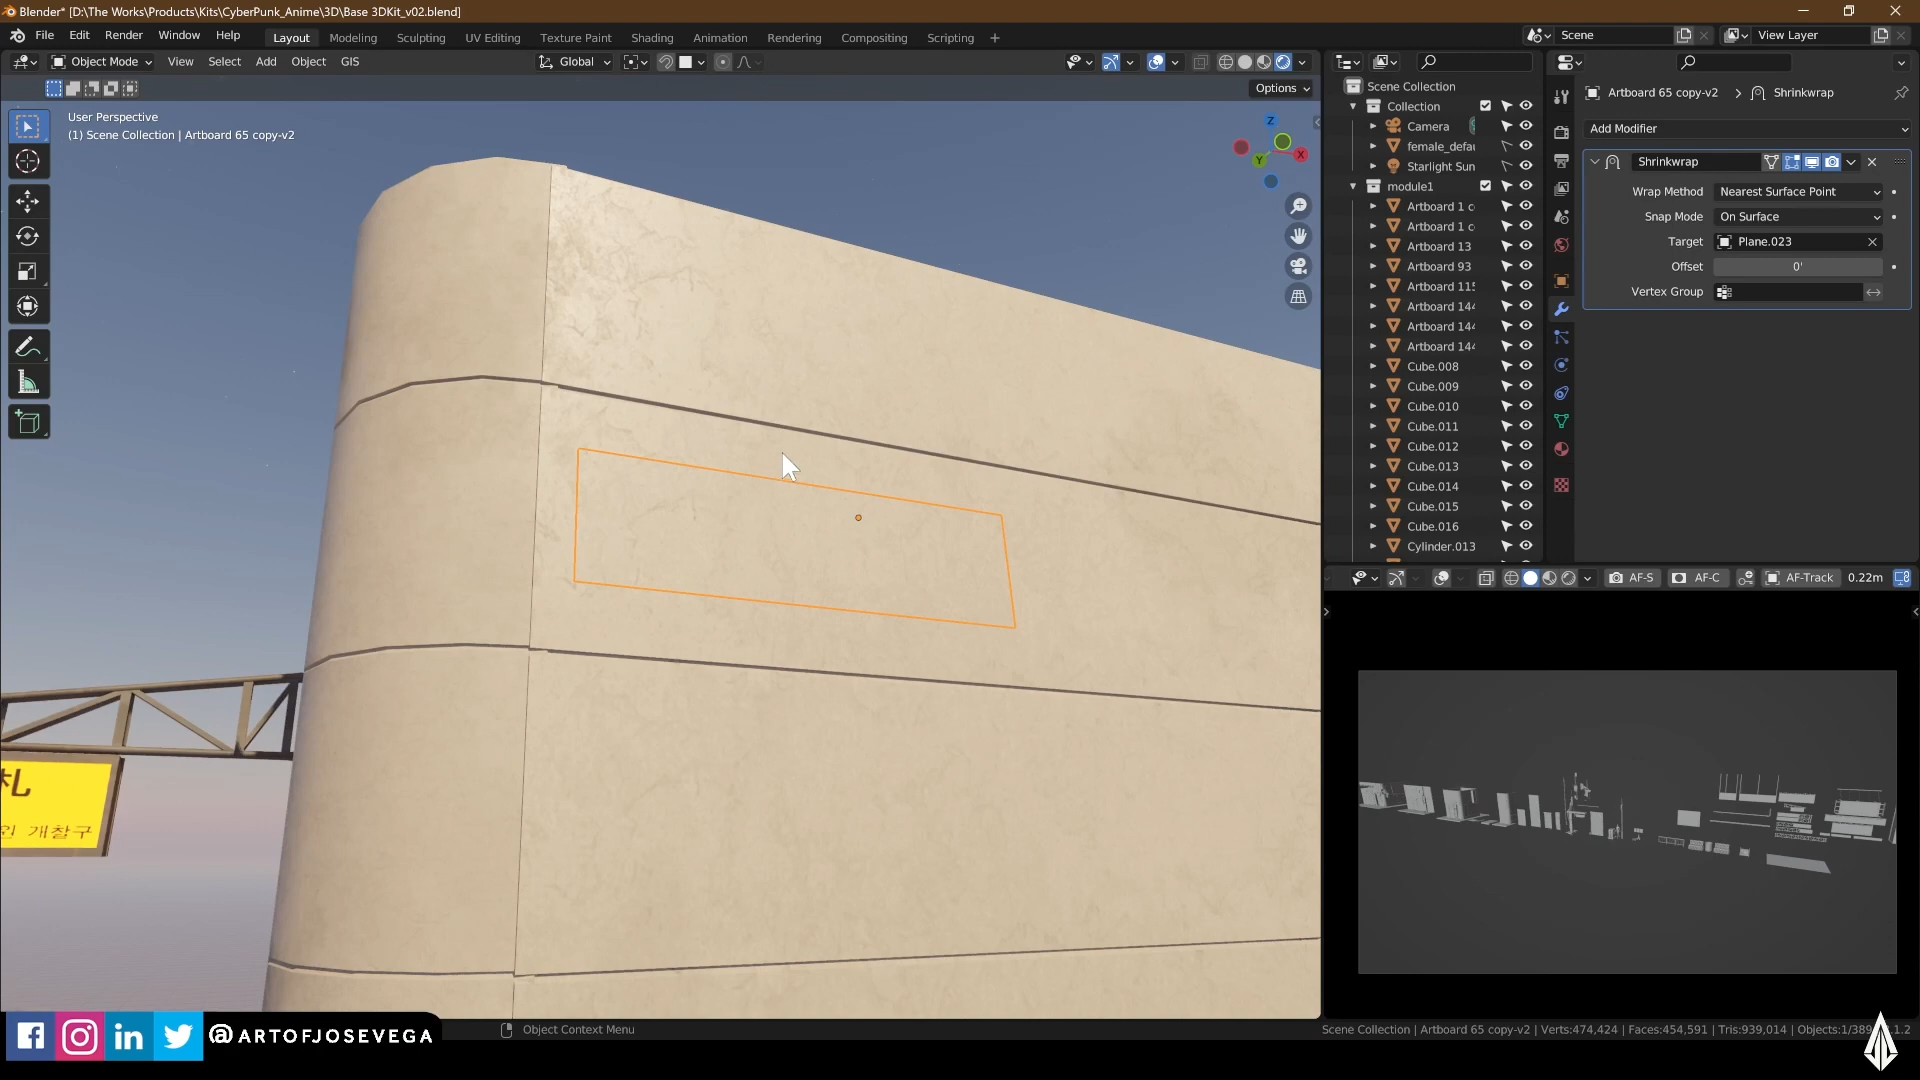 Blender* [D:\The Works\Products\Kits\CyberPunk_Anime\3D\Base 3DKit_v02.blend]
File Edit Render Window Help Layout Modeling Sculpting UV Editing Texture Paint Shading Animation Rendering Compositing Scripting + Scene View Layer
Object Mode View Select Add Object GIS Global
Options
User Perspective
(1) Scene Collection | Artboard 65 copy-v2
Z
X
Y
Scene Collection
Collection
Camera
female_defau
Starlight Sun
module1
Artboard 1 c
Artboard 1 c
Artboard 13
Artboard 93
Artboard 115
Artboard 144
Artboard 144
Artboard 144
Cube.008
Cube.009
Cube.010
Cube.011
Cube.012
Cube.013
Cube.014
Cube.015
Cube.016
Cylinder.013
Artboard 65 copy-v2 > Shrinkwrap
Add Modifier
Shrinkwrap
Wrap Method Nearest Surface Point
Snap Mode On Surface
Target Plane.023
Offset 0'
Vertex Group
AF-S AF-C AF-Track 0.22m
札
개찰구
@ARTOFJOSEVEGA
Object Context Menu
Scene Collection | Artboard 65 copy-v2 | Verts:474,424 | Faces:454,591 | Tris:939,014 | Objects:1/389